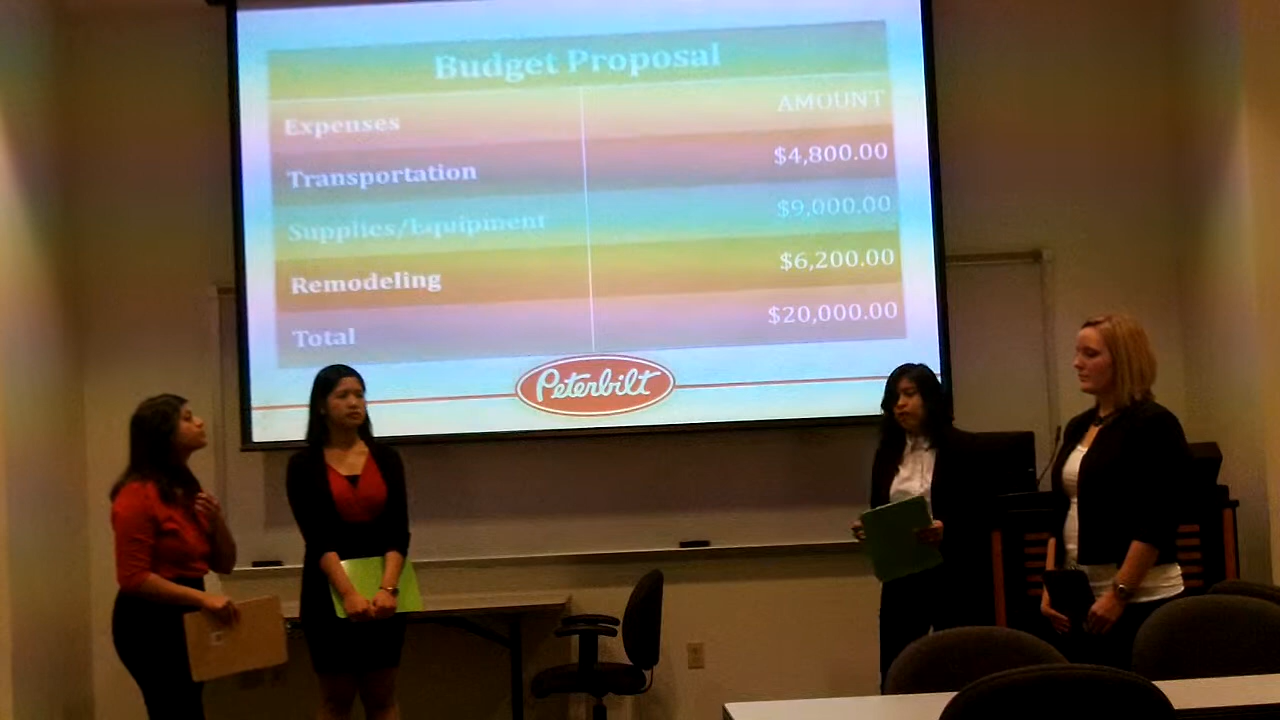 Budget Proposal
Expenses AMOUNT
Transportation $4,800.00
Supplies/Equipment $9,000.00
Remodeling $6,200.00
Total $20,000.00
Peterbilt